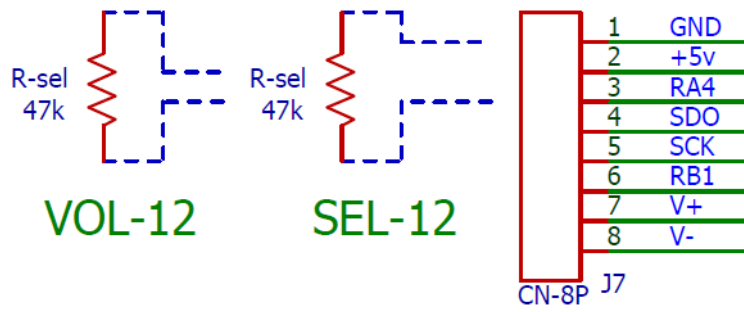 R-sel
47k
VOL-12
R-sel
47k
SEL-12
1 GND
2 +5v
3 RA4
4 SDO
5 SCK
6 RB1
7 V+
8 V-
CN-8P
J7